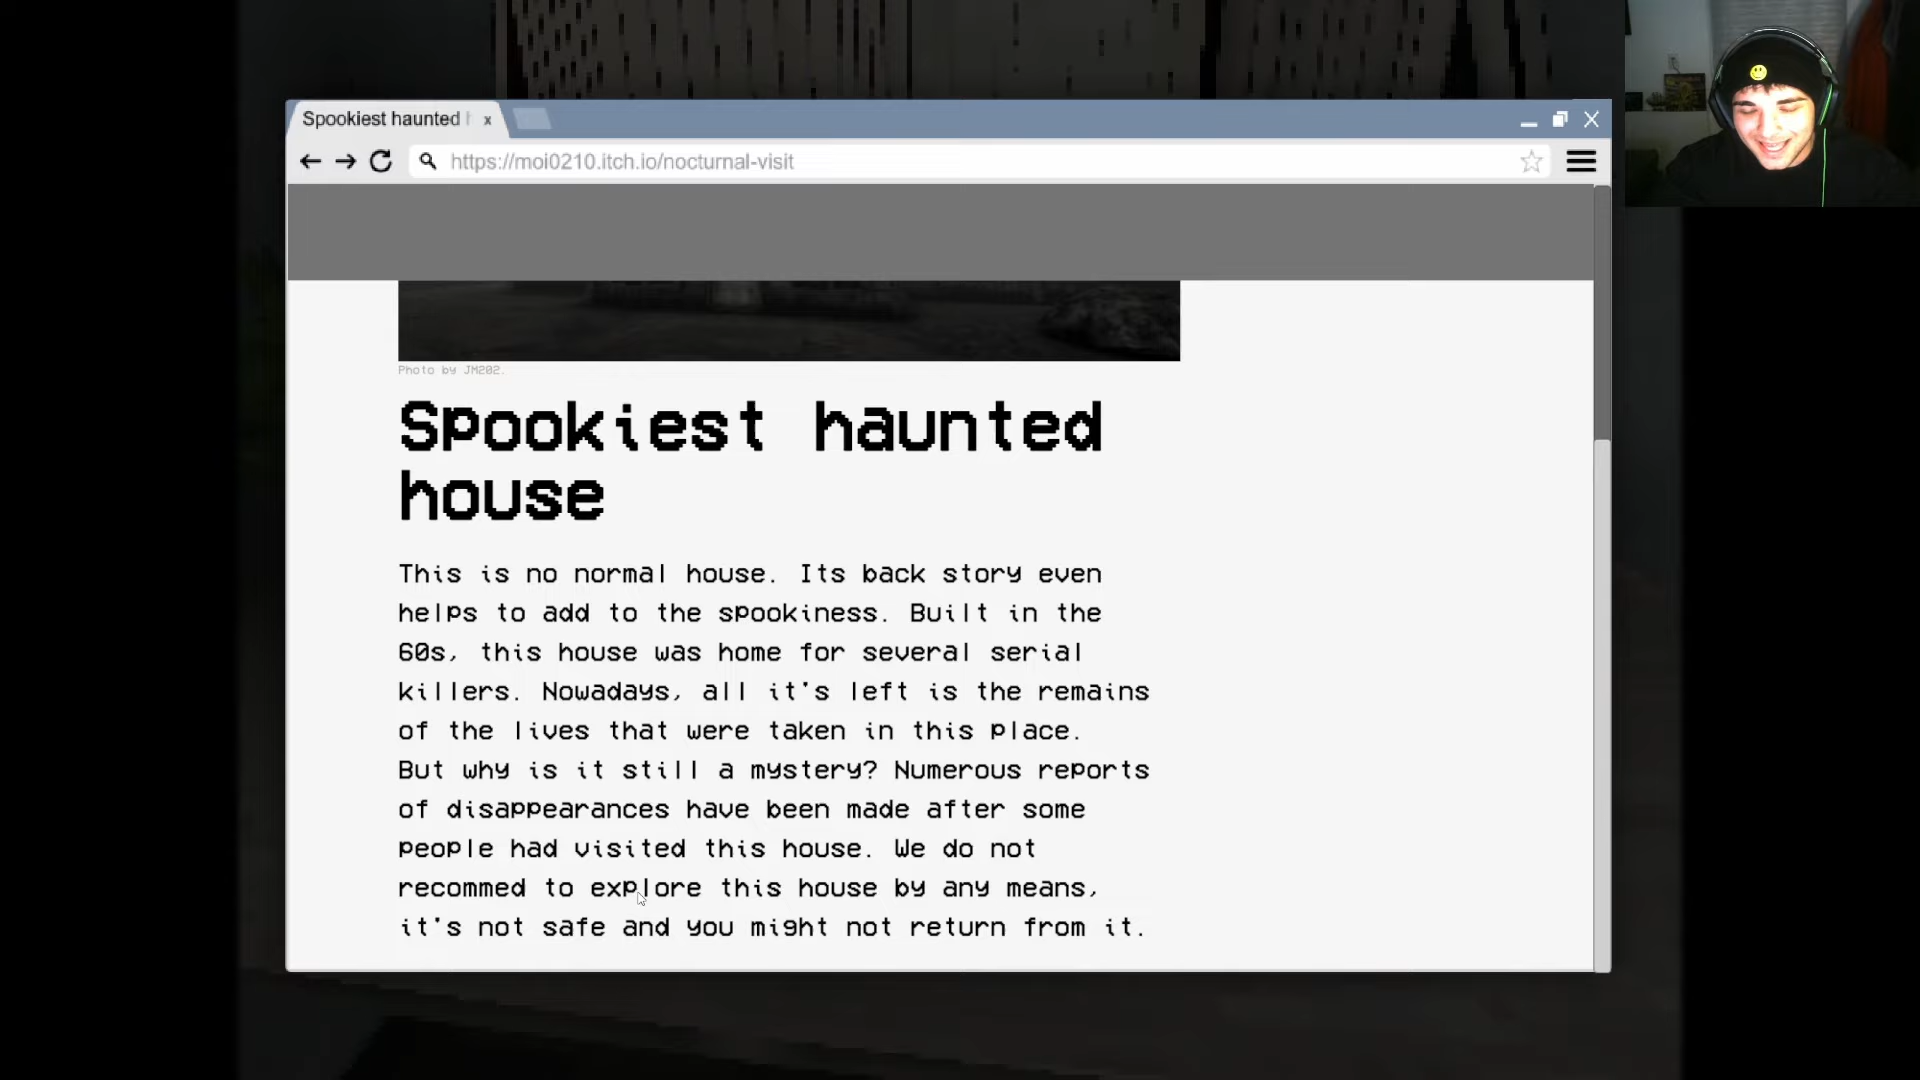 Spookiest haunted
https://moi0210.itch.io/nocturnal-visit
Photo by JM202.
Spookiest haunted
house
This is no normal house. Its back story even
helps to add to the spookiness. Built in the
60s, this house was home for several serial
killers. Nowadays, all it's left is the remains
of the lives that were taken in this place.
But why is it still a mystery? Numerous reports
of disappearances have been made after some
people had visited this house. We do not
recommed to explore this house by any means,
it's not safe and you might not return from it.